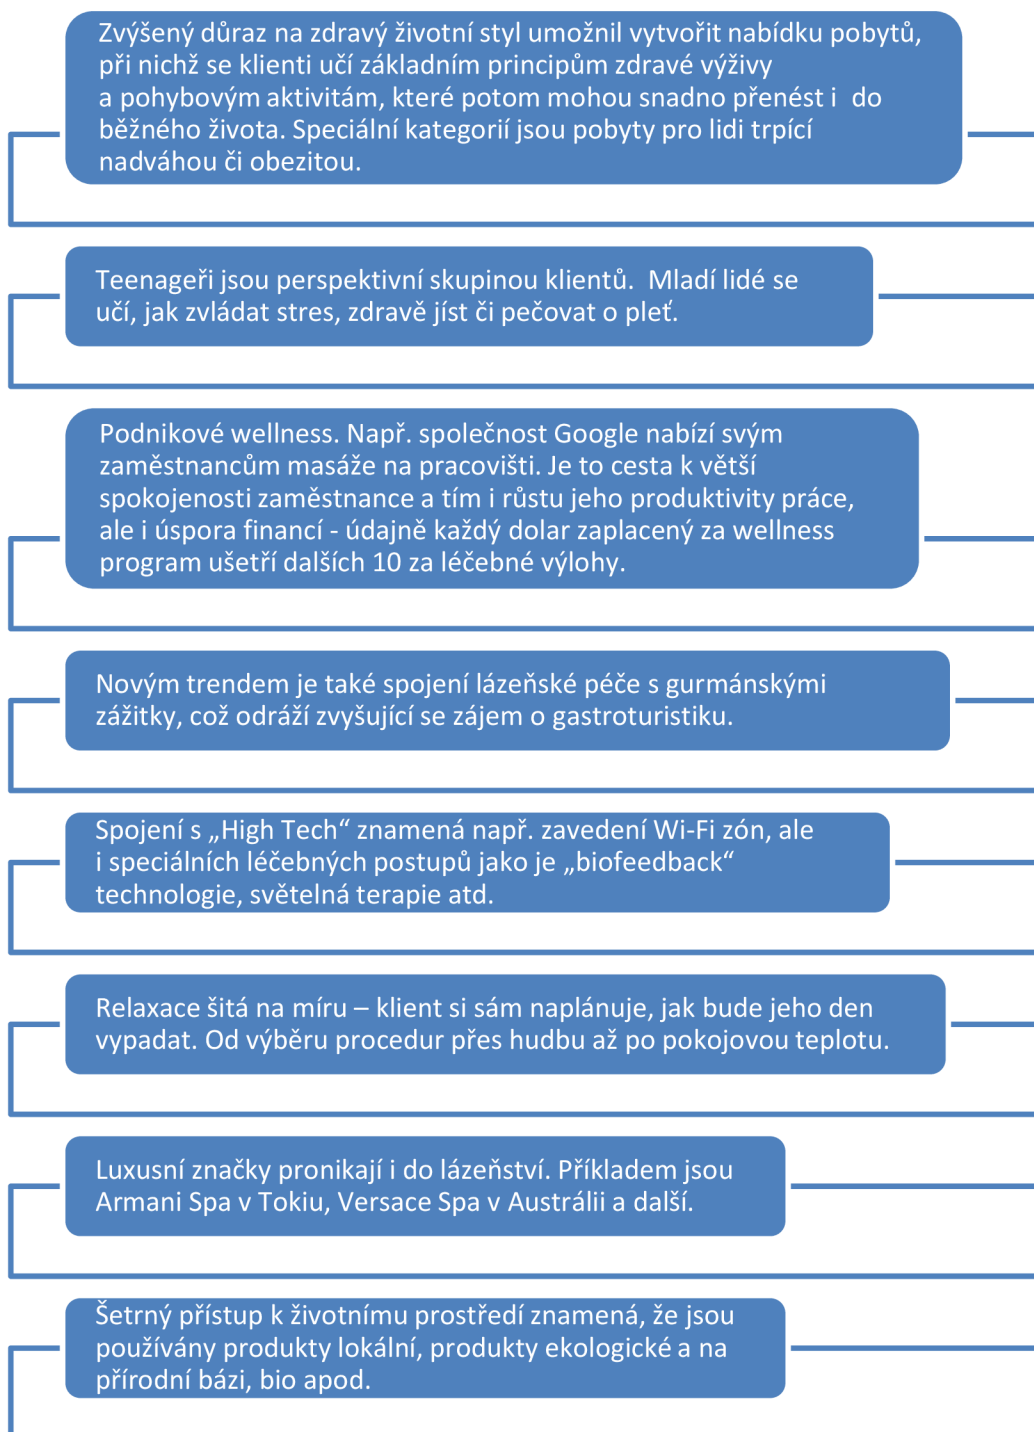 Zvýšený důraz na zdravý životní styl umožnil vytvořit nabídku pobytů,
při nichž se klienti učí základním principům zdravé výživy
a pohybovým aktivitám, které potom mohou snadno přenést i  do
běžného života. Speciální kategorií jsou pobyty pro lidi trpící
nadváhou či obezitou.
Teenageři jsou perspektivní skupinou klientů.  Mladí lidé se
učí, jak zvládat stres, zdravě jíst či pečovat o pleť.
Podnikové wellness. Např. společnost Google nabízí svým
zaměstnancům masáže na pracovišti. Je to cesta k větší
spokojenosti zaměstnance a tím i růstu jeho produktivity práce,
ale i úspora financí - údajně každý dolar zaplacený za wellness
program ušetří dalších 10 za léčebné výlohy.
Novým trendem je také spojení lázeňské péče s gurmánskými
zážitky, což odráží zvyšující se zájem o gastroturistiku.
Spojení s „High Tech“ znamená např. zavedení Wi-Fi zón, ale
i speciálních léčebných postupů jako je „biofeedback“
technologie, světelná terapie atd.
Relaxace šitá na míru – klient si sám naplánuje, jak bude jeho den
vypadat. Od výběru procedur přes hudbu až po pokojovou teplotu.
Luxusní značky pronikají i do lázeňství. Příkladem jsou
Armani Spa v Tokiu, Versace Spa v Austrálii a další.
Šetrný přístup k životnímu prostředí znamená, že jsou
používány produkty lokální, produkty ekologické a na
přírodní bázi, bio apod.